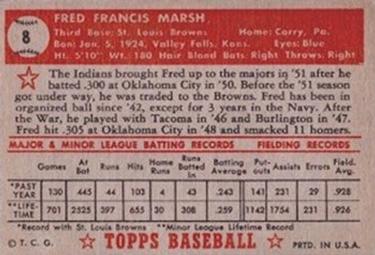 8
FRED FRANCIS MARSH
Third Base: St. Louis Browns Home: Corry, Pa.
Bon: Jan. 5, 1924, Valley Falls, Kans. Eyes: Blue
Ht. 5'10" Wt. 180 Hair Blond Bats. Right Throws: Right
The Indians brought Fred up to the majors in '51 after he
batted .300 at Oklahoma City in '50. Before the '51 season
got under way, he was traded to the Browns. Fred has been in
organized ball since '42, except for 3 years in the Navy. After
the War, he played with Tacoma in '46 and Burlington in '47.
Fred hit .305 at Oklahoma City in '48 and smacked 11 homers.
MAJOR & MINOR LEAGUE BATTING RECORDS FIELDING RECORDS
Games At Bat Runs Hits Home Runs Runs Batted In Batting Average Put-outs Assists Errors Field. Avg.
*PAST YEAR 130 445 44 103 4 43 .243 141 231 29 .928
**LIFE-TIME 701 2525 397 655 30 308 .259 1142 1754 231 .926
*Record with St. Louis Browns **Minor League Lifetime Record
© T. C. G. TOPPS BASEBALL PRTD. IN U.S.A.